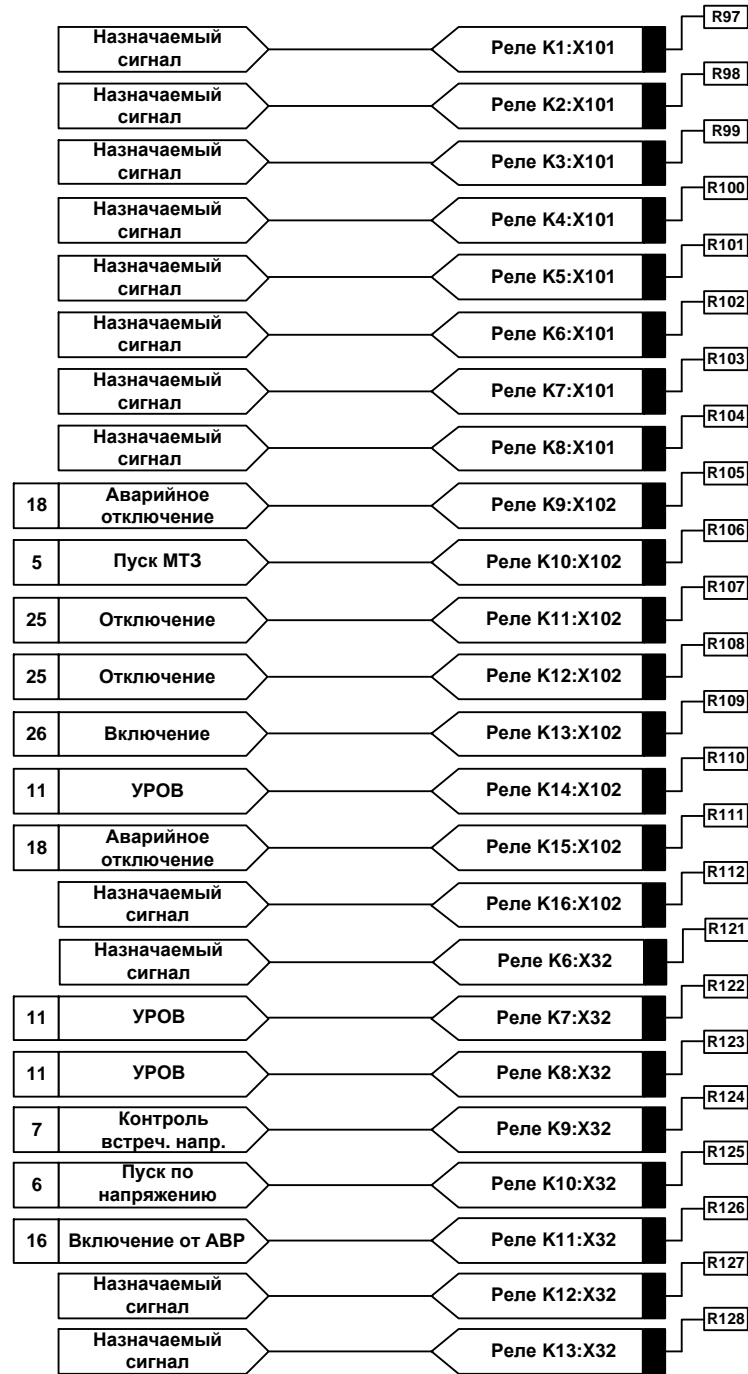 R97
Назначаемый
сигнал
Реле K1:X101
R98
Назначаемый
сигнал
Реле K2:X101
R99
Назначаемый
сигнал
Реле K3:X101
R100
Назначаемый
сигнал
Реле K4:X101
R101
Назначаемый
сигнал
Реле K5:X101
R102
Назначаемый
сигнал
Реле K6:X101
R103
Назначаемый
сигнал
Реле K7:X101
R104
Назначаемый
сигнал
Реле K8:X101
R105
18
Аварийное
отключение
Реле K9:X102
R106
5
Пуск МТЗ
Реле K10:X102
R107
25
Отключение
Реле K11:X102
R108
25
Отключение
Реле K12:X102
R109
26
Включение
Реле K13:X102
R110
11
УРОВ
Реле K14:X102
R111
18
Аварийное
отключение
Реле K15:X102
R112
Назначаемый
сигнал
Реле K16:X102
R121
Назначаемый
сигнал
Реле K6:X32
R122
11
УРОВ
Реле K7:X32
R123
11
УРОВ
Реле K8:X32
R124
7
Контроль
встреч. напр.
Реле K9:X32
R125
6
Пуск по
напряжению
Реле K10:X32
R126
16
Включение от АВР
Реле K11:X32
R127
Назначаемый
сигнал
Реле K12:X32
R128
Назначаемый
сигнал
Реле K13:X32